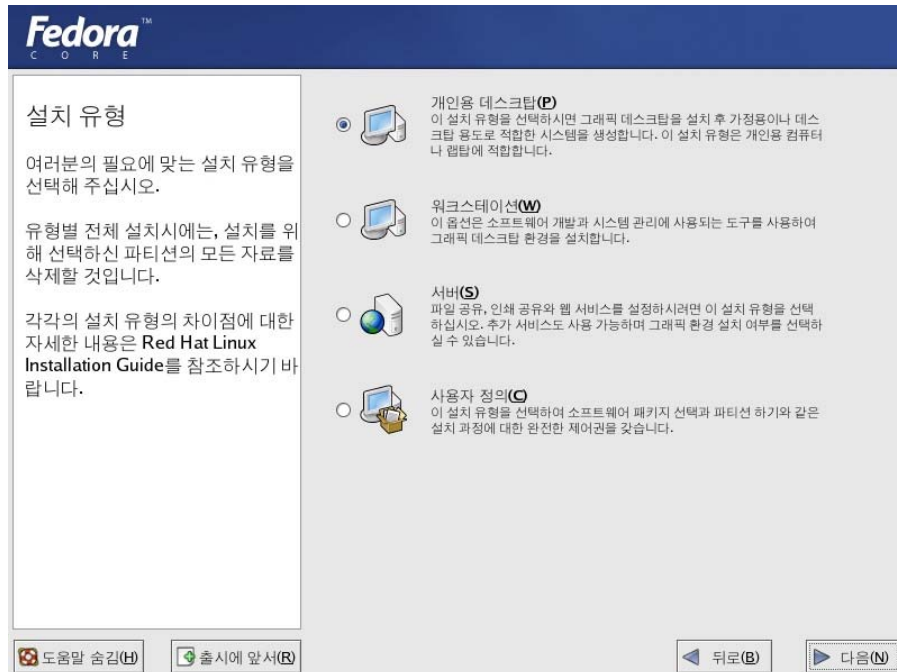 Fedora™
CORE
설치 유형
여러분의 필요에 맞는 설치 유형을
선택해 주십시오.
유형별 전체 설치시에는, 설치를 위
해 선택하신 파티션의 모든 자료를
삭제할 것입니다.
각각의 설치 유형의 차이점에 대한
자세한 내용은 Red Hat Linux
Installation Guide를 참조하시기 바
랍니다.
개인용 데스크탑(P)
이 설치 유형을 선택하시면 그래픽 데스크탑을 설치 후 가정용이나 데스
크탑 용도로 적합한 시스템을 생성합니다. 이 설치 유형은 개인용 컴퓨터
나 랩탑에 적합합니다.
워크스테이션(W)
이 옵션은 소프트웨어 개발과 시스템 관리에 사용되는 도구를 사용하여
그래픽 데스크탑 환경을 설치합니다.
서버(S)
파일 공유, 인쇄 공유와 웹 서비스를 설정하시려면 이 설치 유형을 선택
하십시오. 추가 서비스도 사용 가능하며 그래픽 환경 설치 여부를 선택하
실 수 있습니다.
사용자 정의(C)
이 설치 유형을 선택하여 소프트웨어 패키지 선택과 파티션 하기와 같은
설치 과정에 대한 완전한 제어권을 갖습니다.
도움말 숨김(H)
출시에 앞서(R)
뒤로(B)
다음(N)